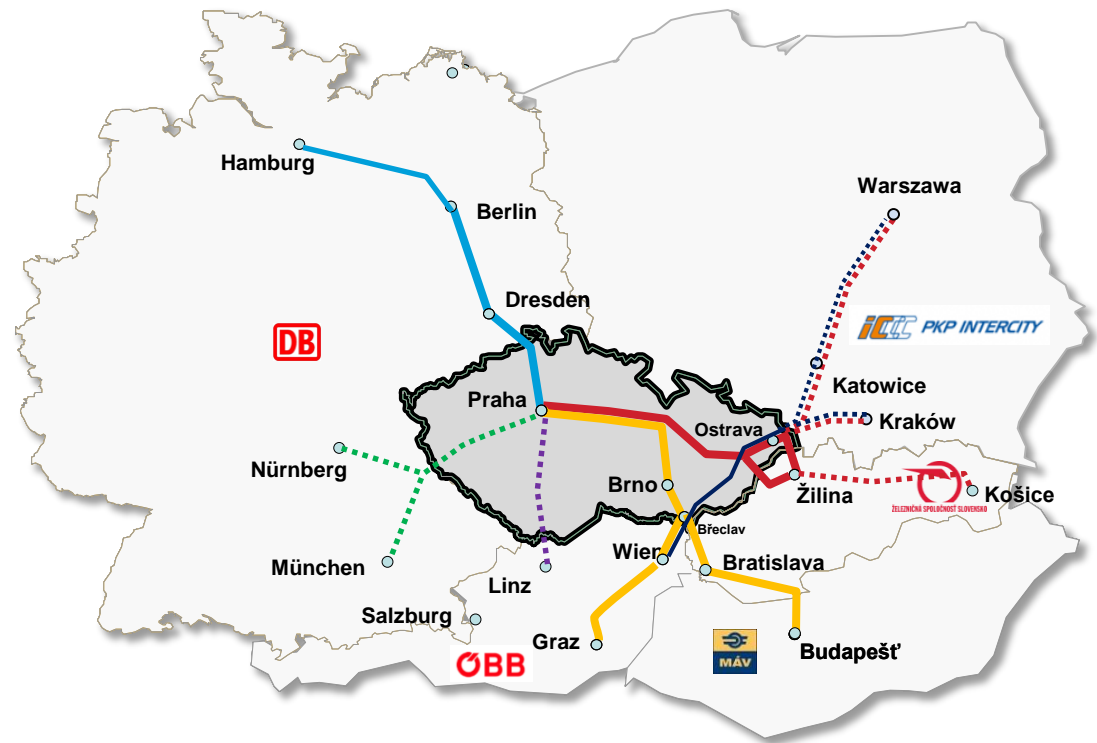 Hamburg
Berlin
Warszawa
Dresden
DB
PKP INTERCITY
Katowice
Praha
Kraków
Ostrava
Nürnberg
Brno
Žilina
Košice
ŽELEZNIČNÁ SPOLOČNOSŤ SLOVENSKO
Břeclav
Wien
Bratislava
München
Linz
Salzburg
Graz
ÖBB
MÁV
Budapešť